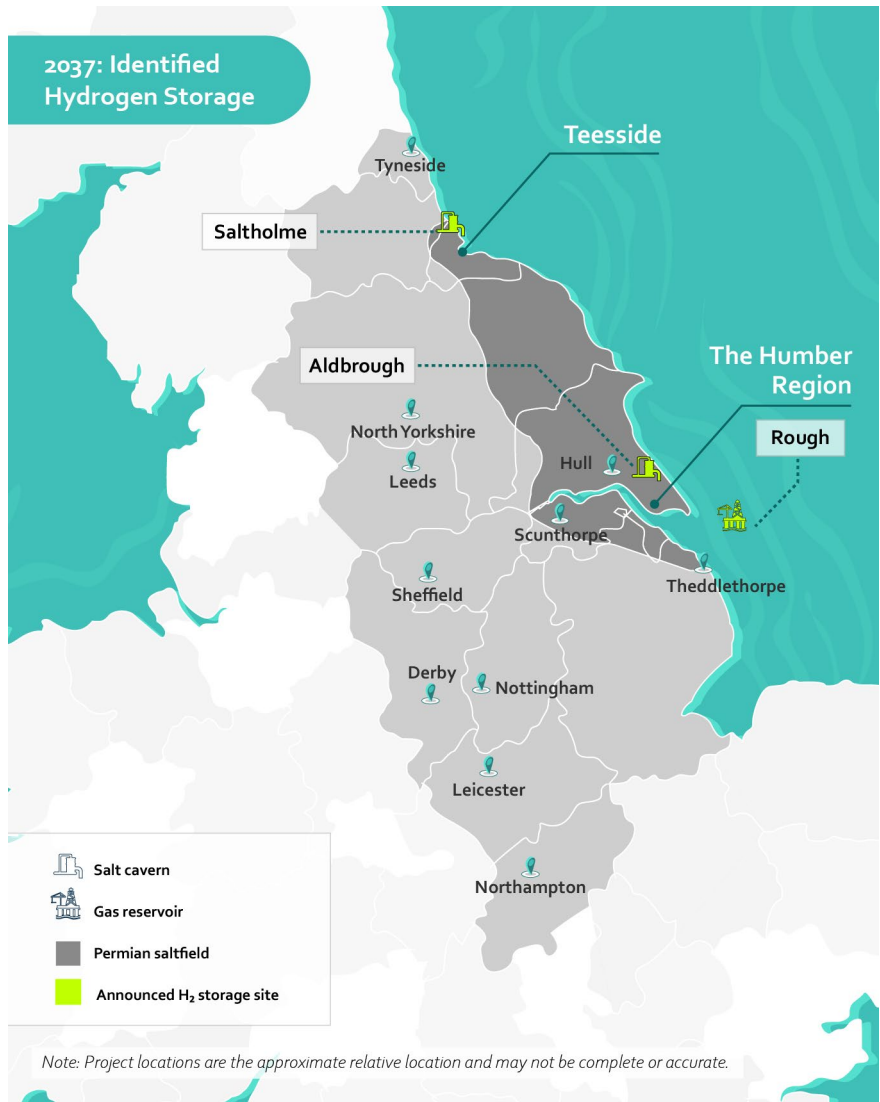 2037: Identified
Hydrogen Storage
Teesside
Tyneside
Saltholme
Aldbrough
The Humber
Region
Rough
North Yorkshire
Hull
Leeds
Scunthorpe
Theddlethorpe
Sheffield
Derby
Nottingham
Leicester
Northampton
Salt cavern
Gas reservoir
Permian saltfield
Announced H₂ storage site
Note: Project locations are the approximate relative location and may not be complete or accurate.